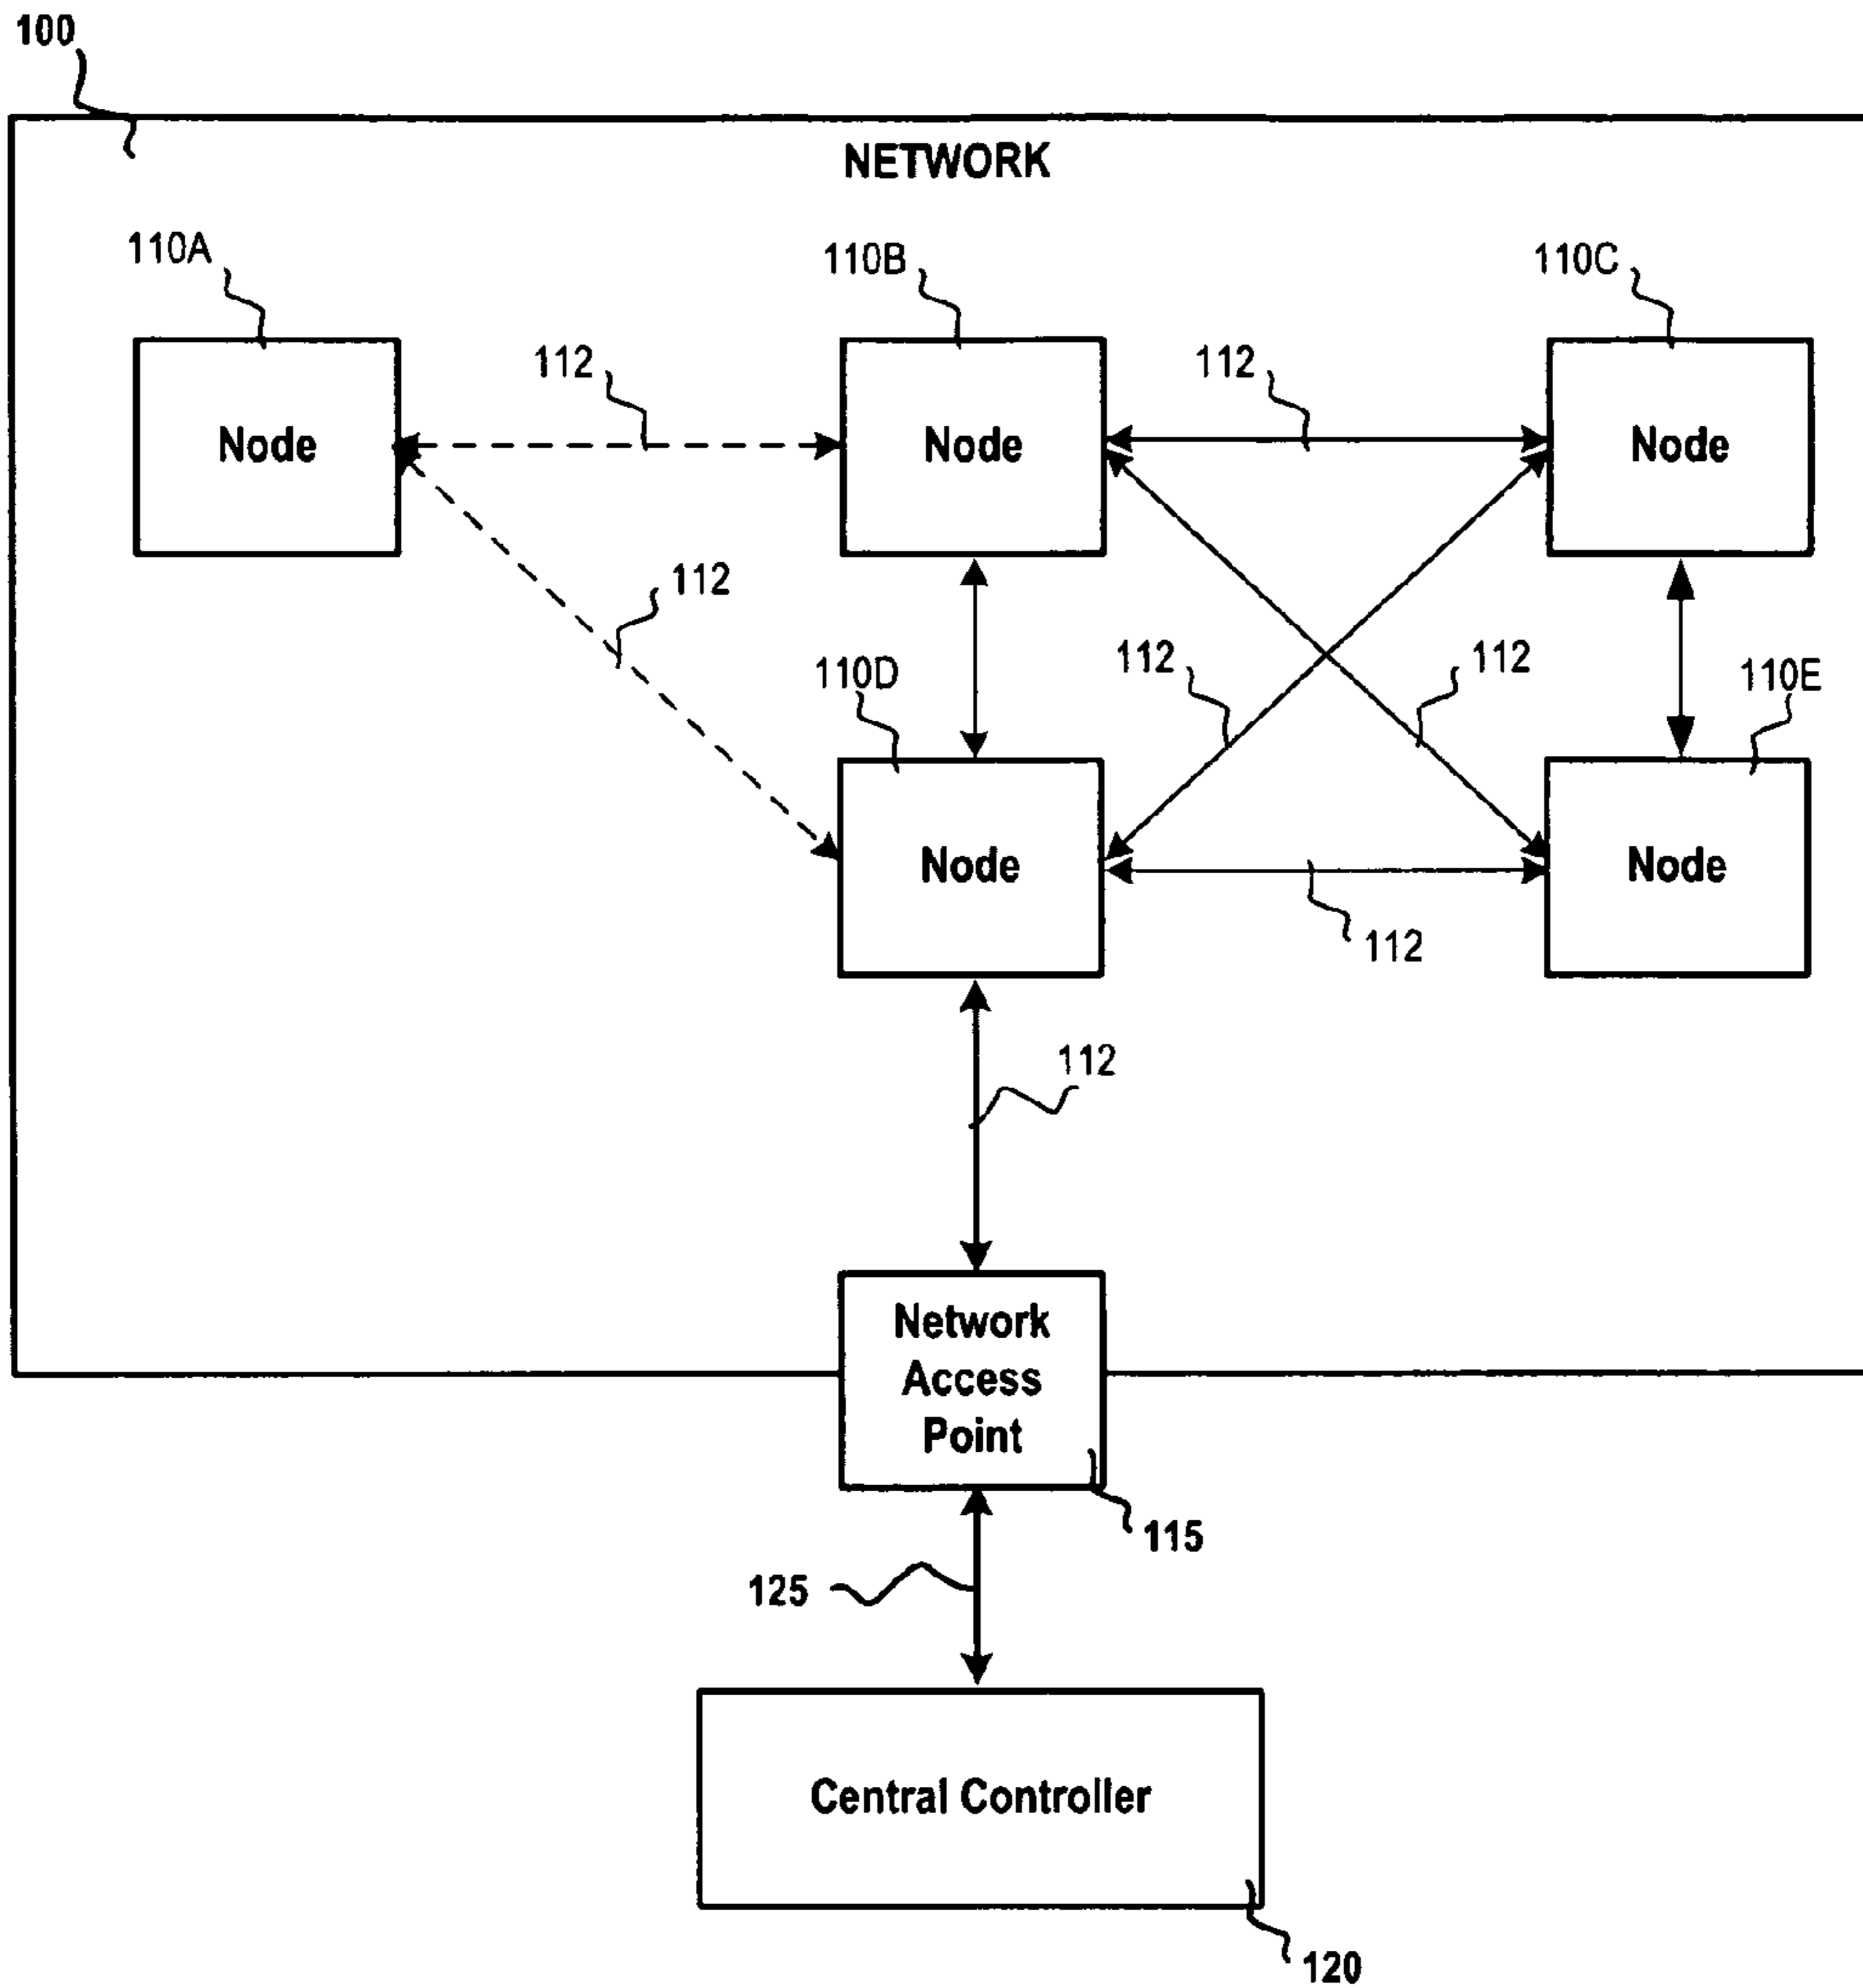 100
NETWORK
110A
110B
110C
112
112
Node
Node
Node
112
112
112
110D
110E
Node
Node
112
112
Network
Access
Point
115
125
Central Controller
120